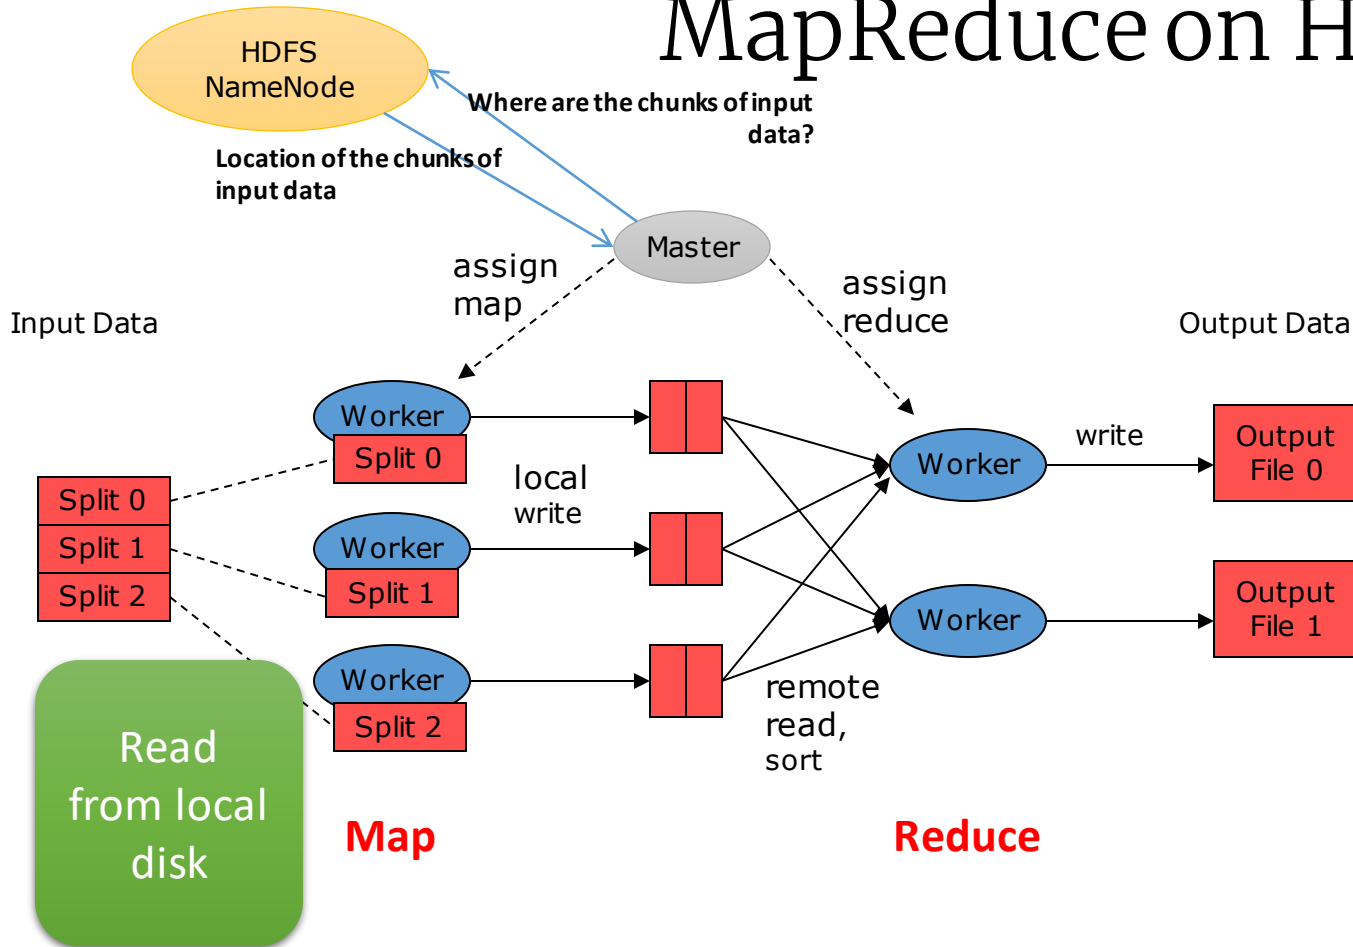 MapReduce on H
HDFS
NameNode
Where are the chunks of input
data?
Location of the chunks of
input data
Master
assign
map
assign
reduce
Input Data
Output Data
Worker
Split 0
Worker
Split 1
Worker
Split 2
Split 0
Split 1
Split 2
local
write
Worker
Worker
write
Output
File 0
Output
File 1
remote
read,
sort
Read
from local
disk
Map
Reduce